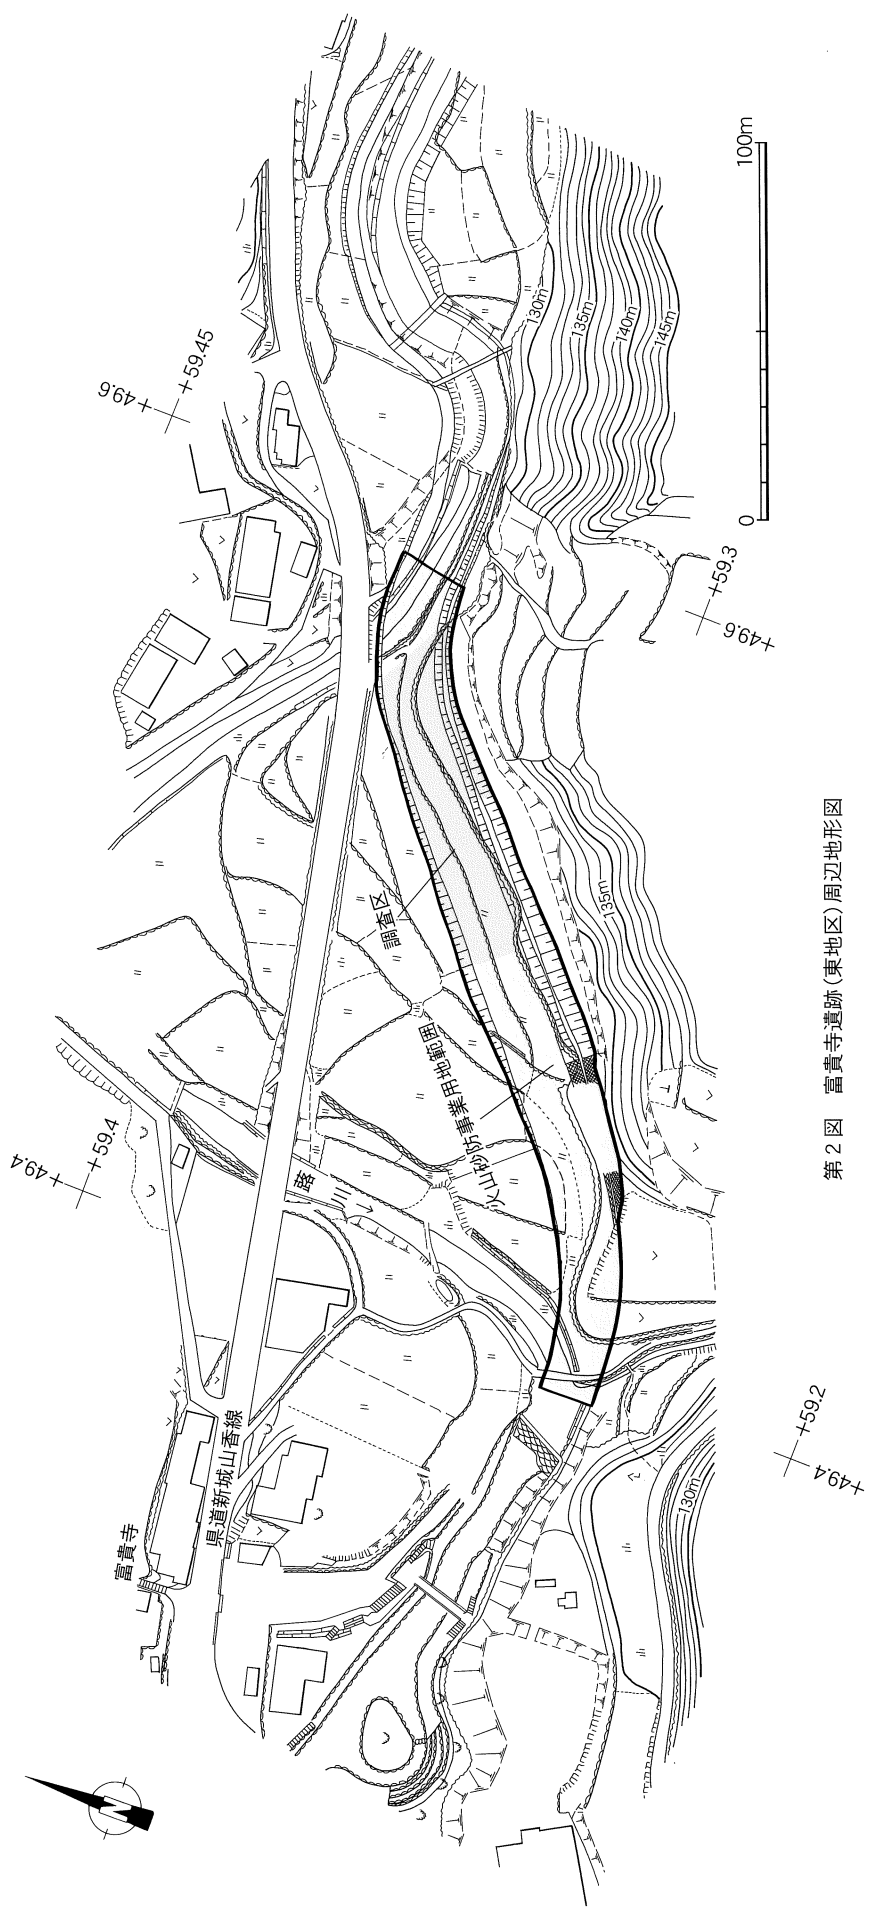 +49.6
+59.45
130m
135m
140m
145m
0
100m
+59.3
+49.6
調査区
火山砂防事業用地範囲
135m
蕗川
+49.4
+59.4
県道新城山香線
富貴寺
+59.2
+49.4
130m
N
第2図 富貴寺遺跡(東地区)周辺地形図